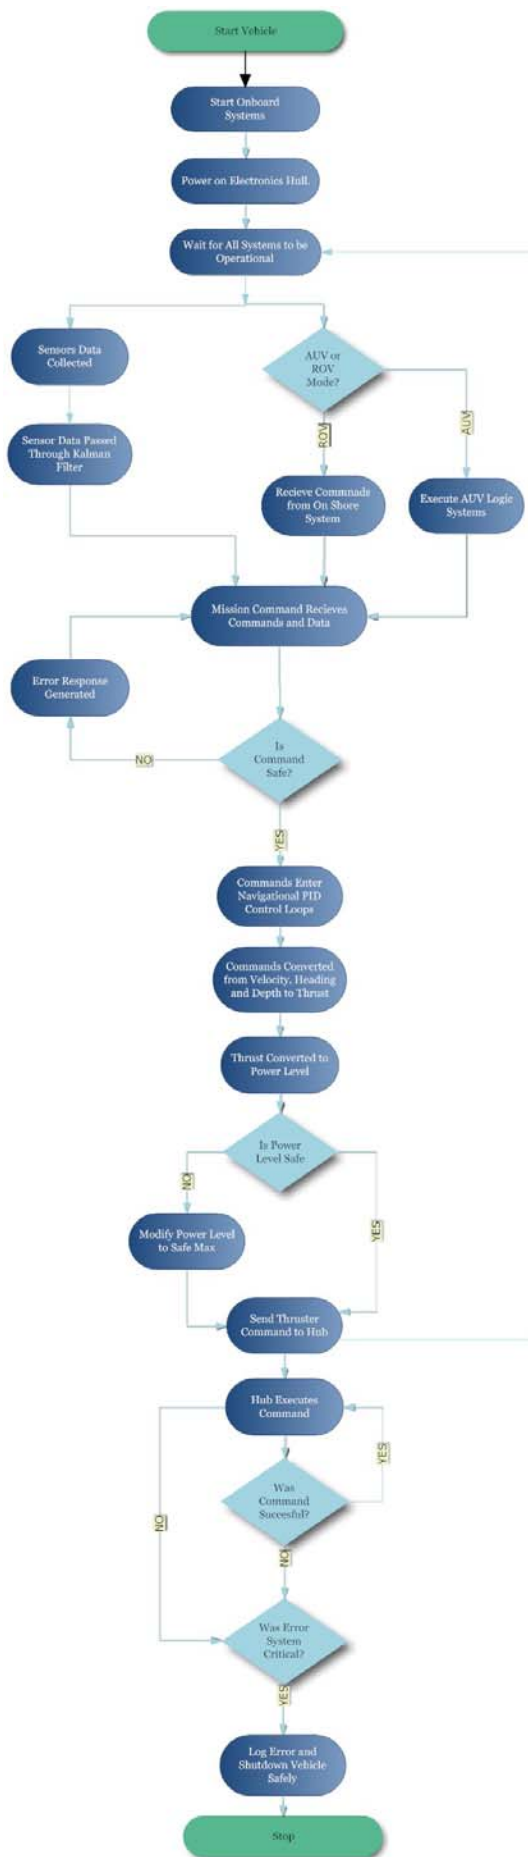 Start Vehicle
Start Onboard
Systems
Power on Electronics Hull.
Wait for All Systems to be
Operational
Sensors Data
Collected
AUV or
ROV
Mode?
AUV
ROV
Sensor Data Passed
Through Kalman
Filter
Recieve Commnads
from On Shore
System
Execute AUV Logic
Systems
Mission Command Recieves
Commands and Data
Error Response
Generated
Is
Command
Safe?
NO
YES
Commands Enter
Navigational PID
Control Loops
Commands Converted
from Velocity, Heading
and Depth to Thrust
Thrust Converted to
Power Level
Is Power
Level Safe
NO
YES
Modify Power Level
to Safe Max
Send Thruster
Command to Hub
Hub Executes
Command
YES
Was
Command
Succesful?
NO
NO
Was Error
System
Critical?
YES
Log Error and
Shutdown Vehicle
Safely
Stop